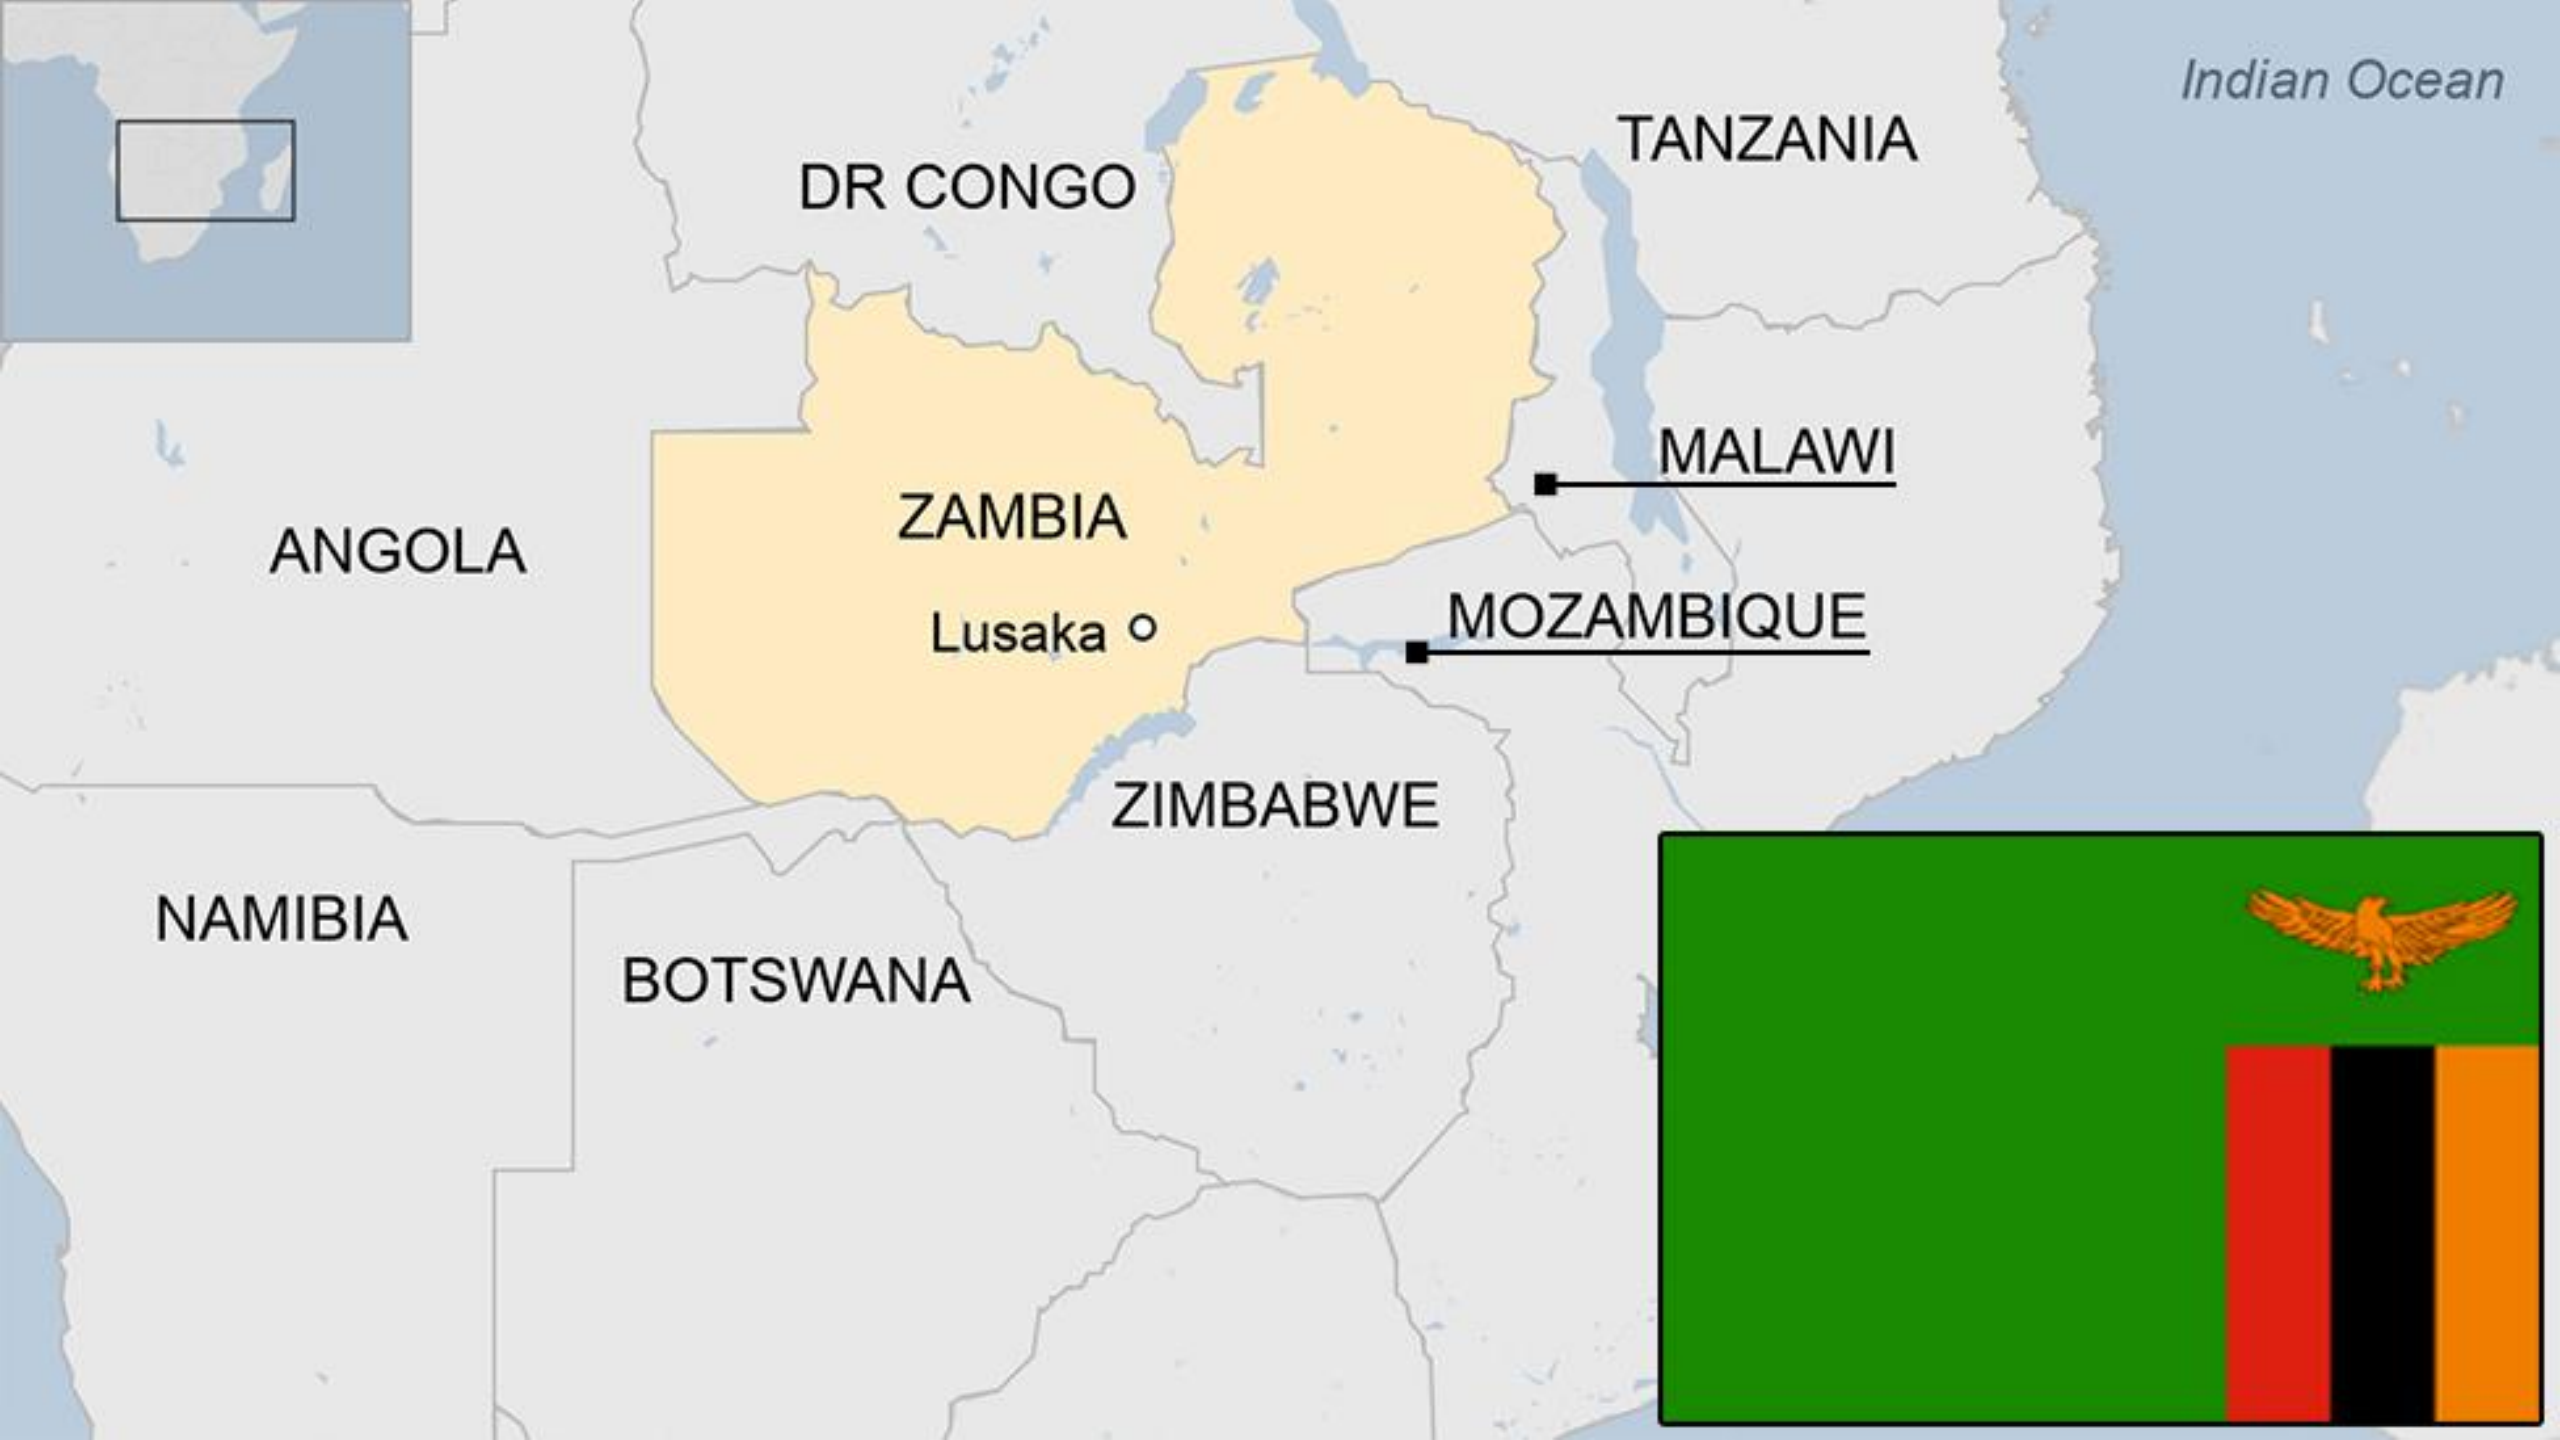 Indian Ocean
TANZANIA
DR CONGO
MALAWI
ZAMBIA
ANGOLA
MOZAMBIQUE
Lusaka
ZIMBABWE
NAMIBIA
BOTSWANA